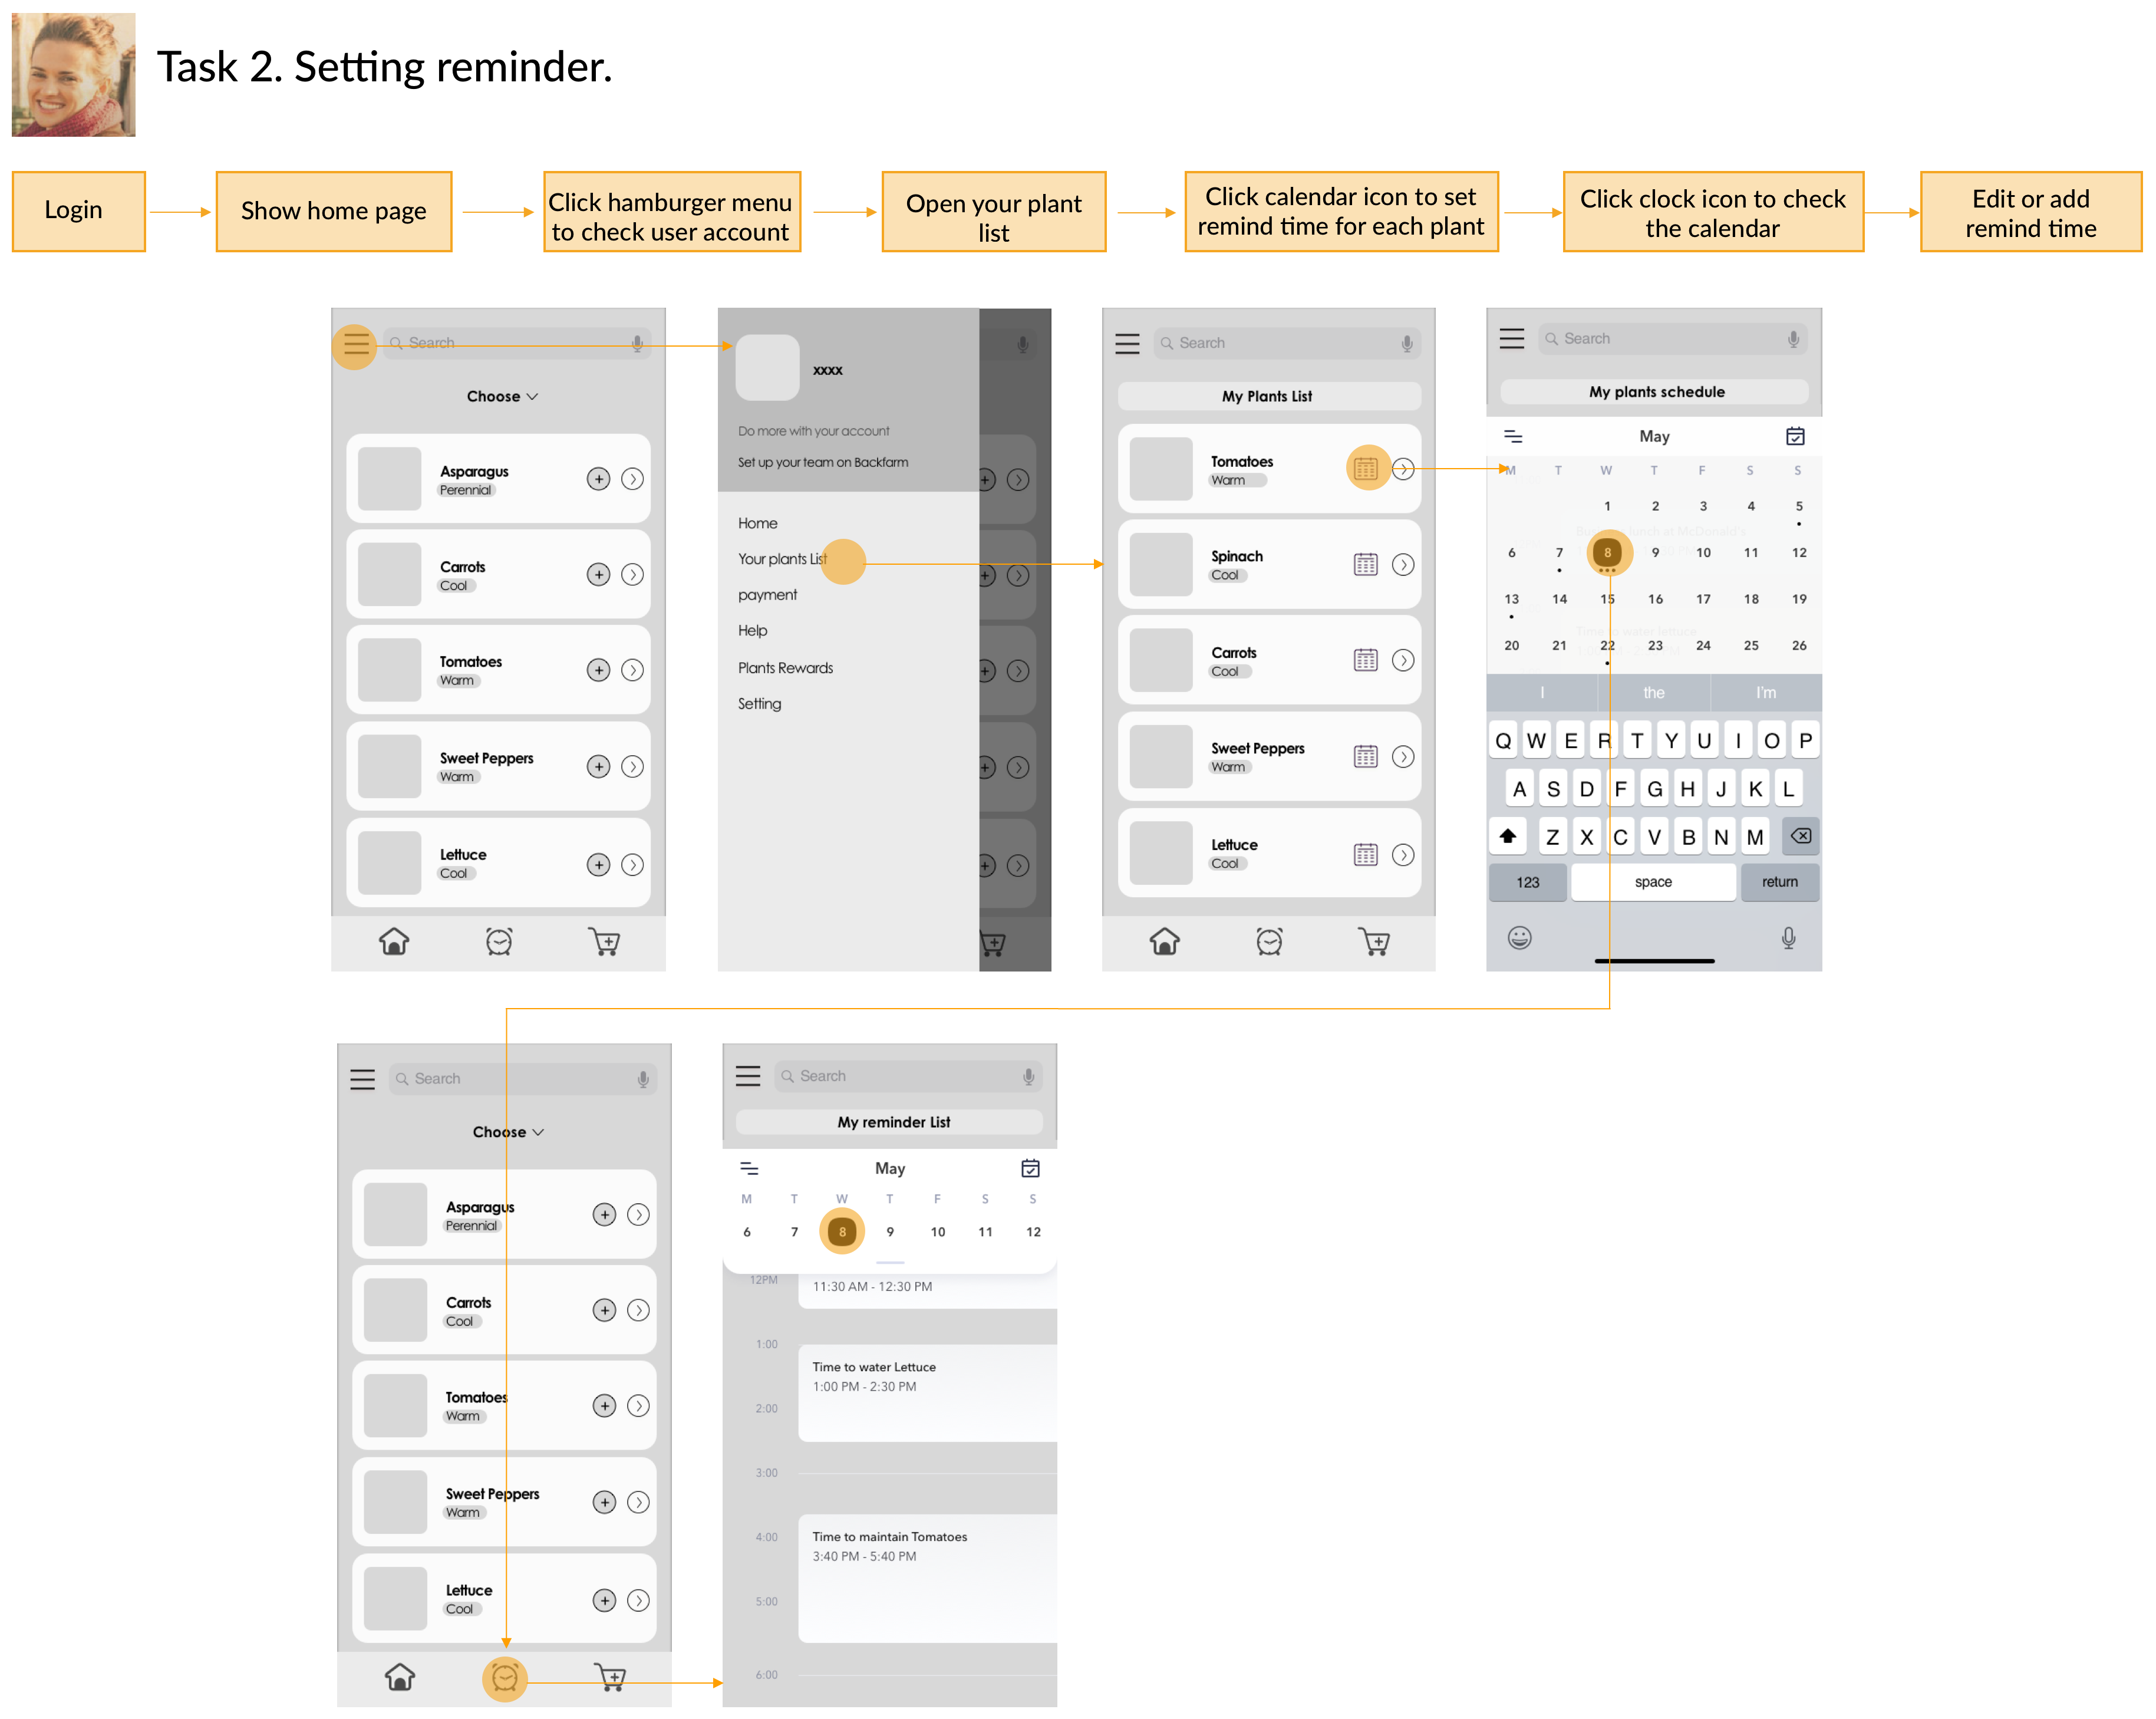 Task 2. Setting reminder.
Login
Show home page
Click hamburger menu
to check user account
Open your plant
list
Click calendar icon to set
remind time for each plant
Click clock icon to check
the calendar
Edit or add
remind time
Search
Choose
Asparagus
Perennial
Carrots
Cool
Tomatoes
Warm
Sweet Peppers
Warm
Lettuce
Cool
xxxx
Do more with your account
Set up your team on Backfarm
Home
Your plants List
payment
Help
Plants Rewards
Setting
Search
My Plants List
Tomatoes
Warm
Spinach
Cool
Carrots
Cool
Sweet Peppers
Warm
Lettuce
Cool
Search
My plants schedule
May
M T W T F S S
1 2 3 4 5
6 7 8 9 10 11 12
13 14 15 16 17 18 19
20 21 22 23 24 25 26
I the I'm
Q W E R T Y U I O P
A S D F G H J K L
Z X C V B N M
123 space return
Search
Choose
Asparagus
Perennial
Carrots
Cool
Tomatoes
Warm
Sweet Peppers
Warm
Lettuce
Cool
Search
My reminder List
May
M T W T F S S
6 7 8 9 10 11 12
12PM
11:30 AM - 12:30 PM
1:00
Time to water Lettuce
1:00 PM - 2:30 PM
2:00
3:00
4:00
Time to maintain Tomatoes
3:40 PM - 5:40 PM
5:00
6:00